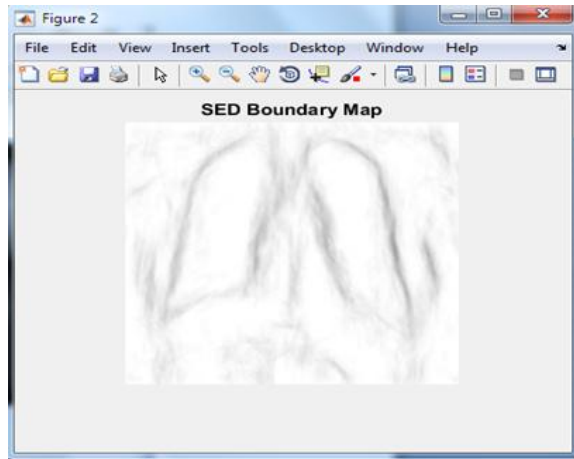 Figure 2
File Edit View Insert Tools Desktop Window Help
SED Boundary Map